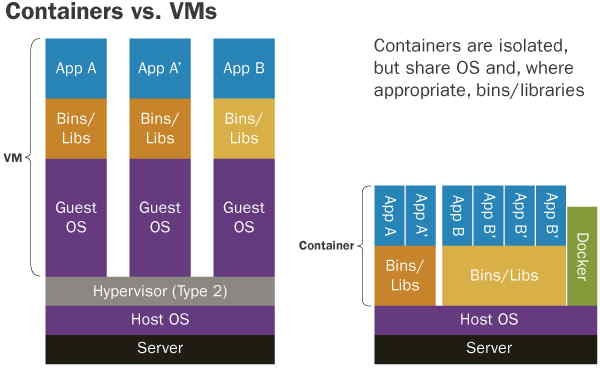 Containers vs. VMs
App A
App A'
App B
Bins/
Libs
Bins/
Libs
Bins/
Libs
VM
Guest
OS
Guest
OS
Guest
OS
Hypervisor (Type 2)
Host OS
Server
Containers are isolated,
but share OS and, where
appropriate, bins/libraries
Container
App A
App A'
App B
App B'
App B'
App B'
Docker
Bins/
Libs
Bins/Libs
Host OS
Server